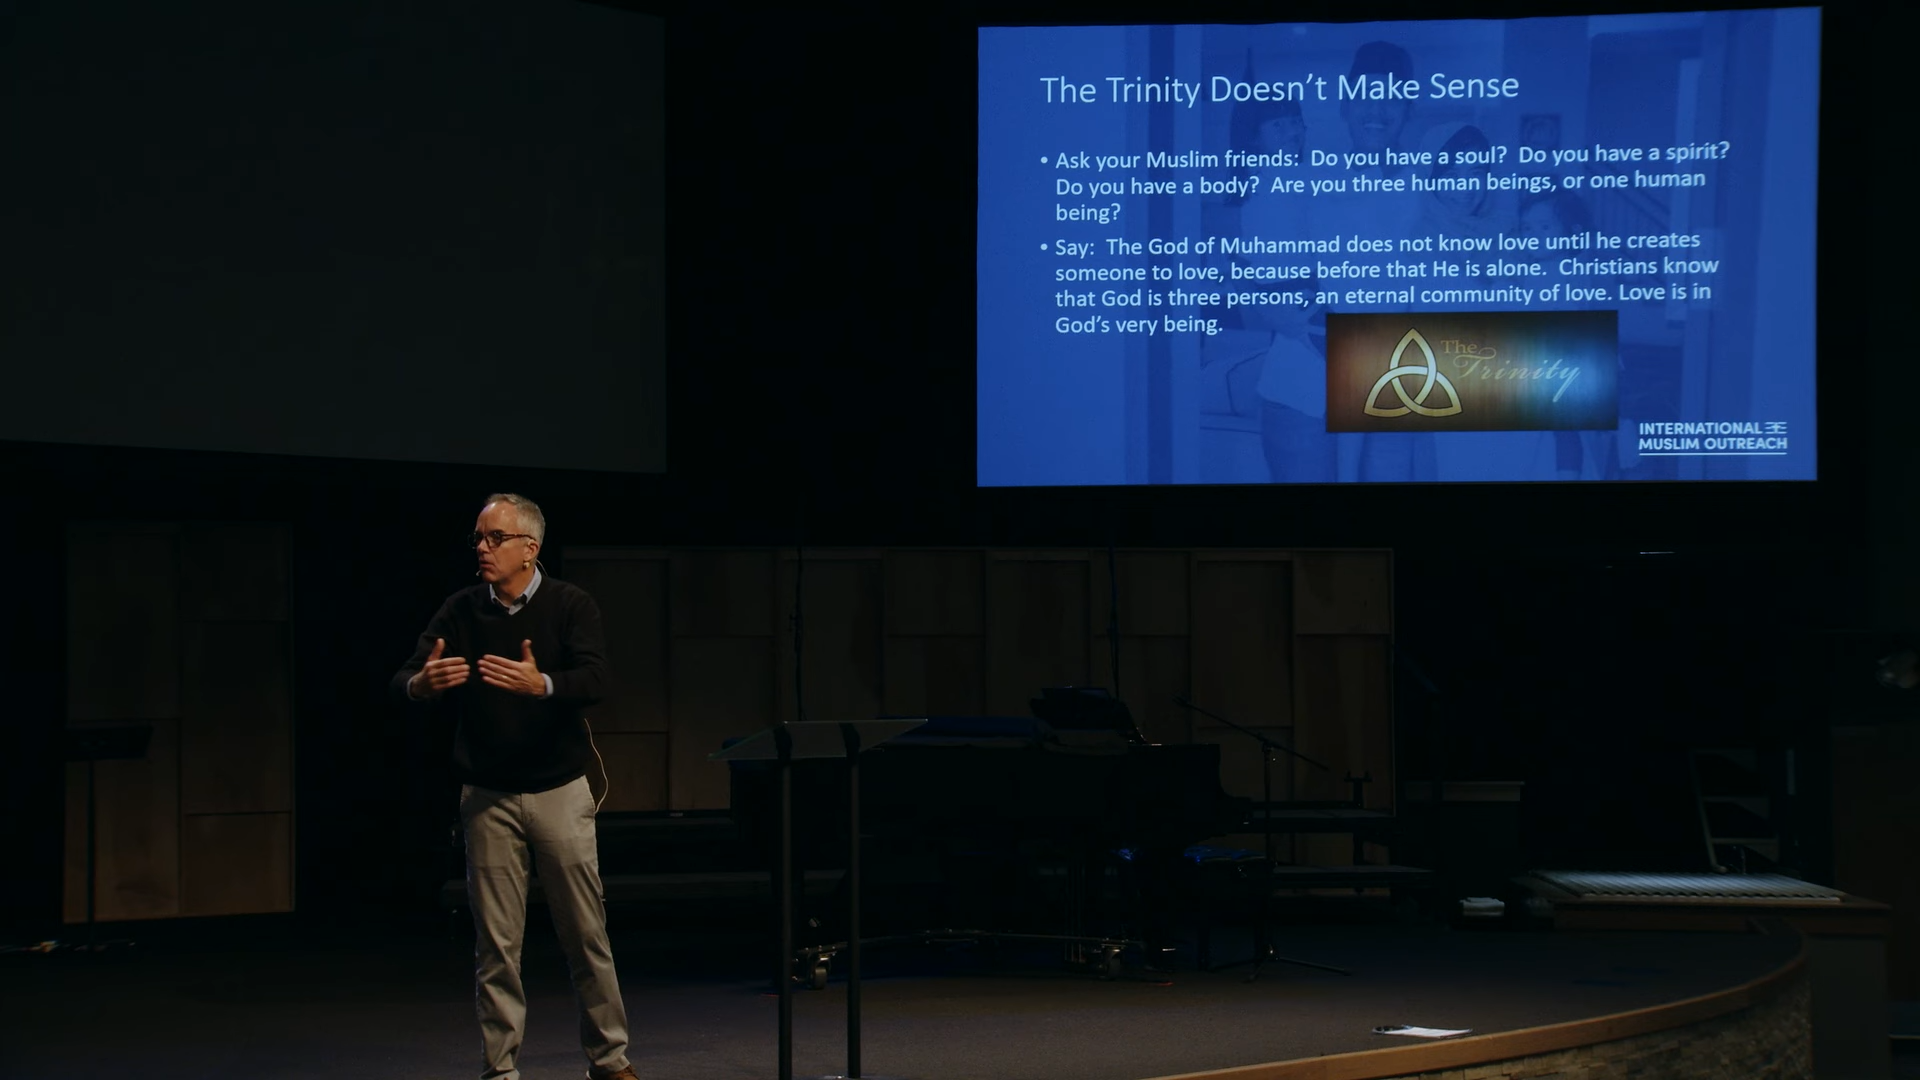 The Trinity Doesn't Make Sense
• Ask your Muslim friends:  Do you have a soul?  Do you have a spirit?
Do you have a body?  Are you three human beings, or one human
being?
• Say:  The God of Muhammad does not know love until he creates
someone to love, because before that He is alone.  Christians know
that God is three persons, an eternal community of love. Love is in
God's very being.
The
Trinity
INTERNATIONAL
MUSLIM OUTREACH